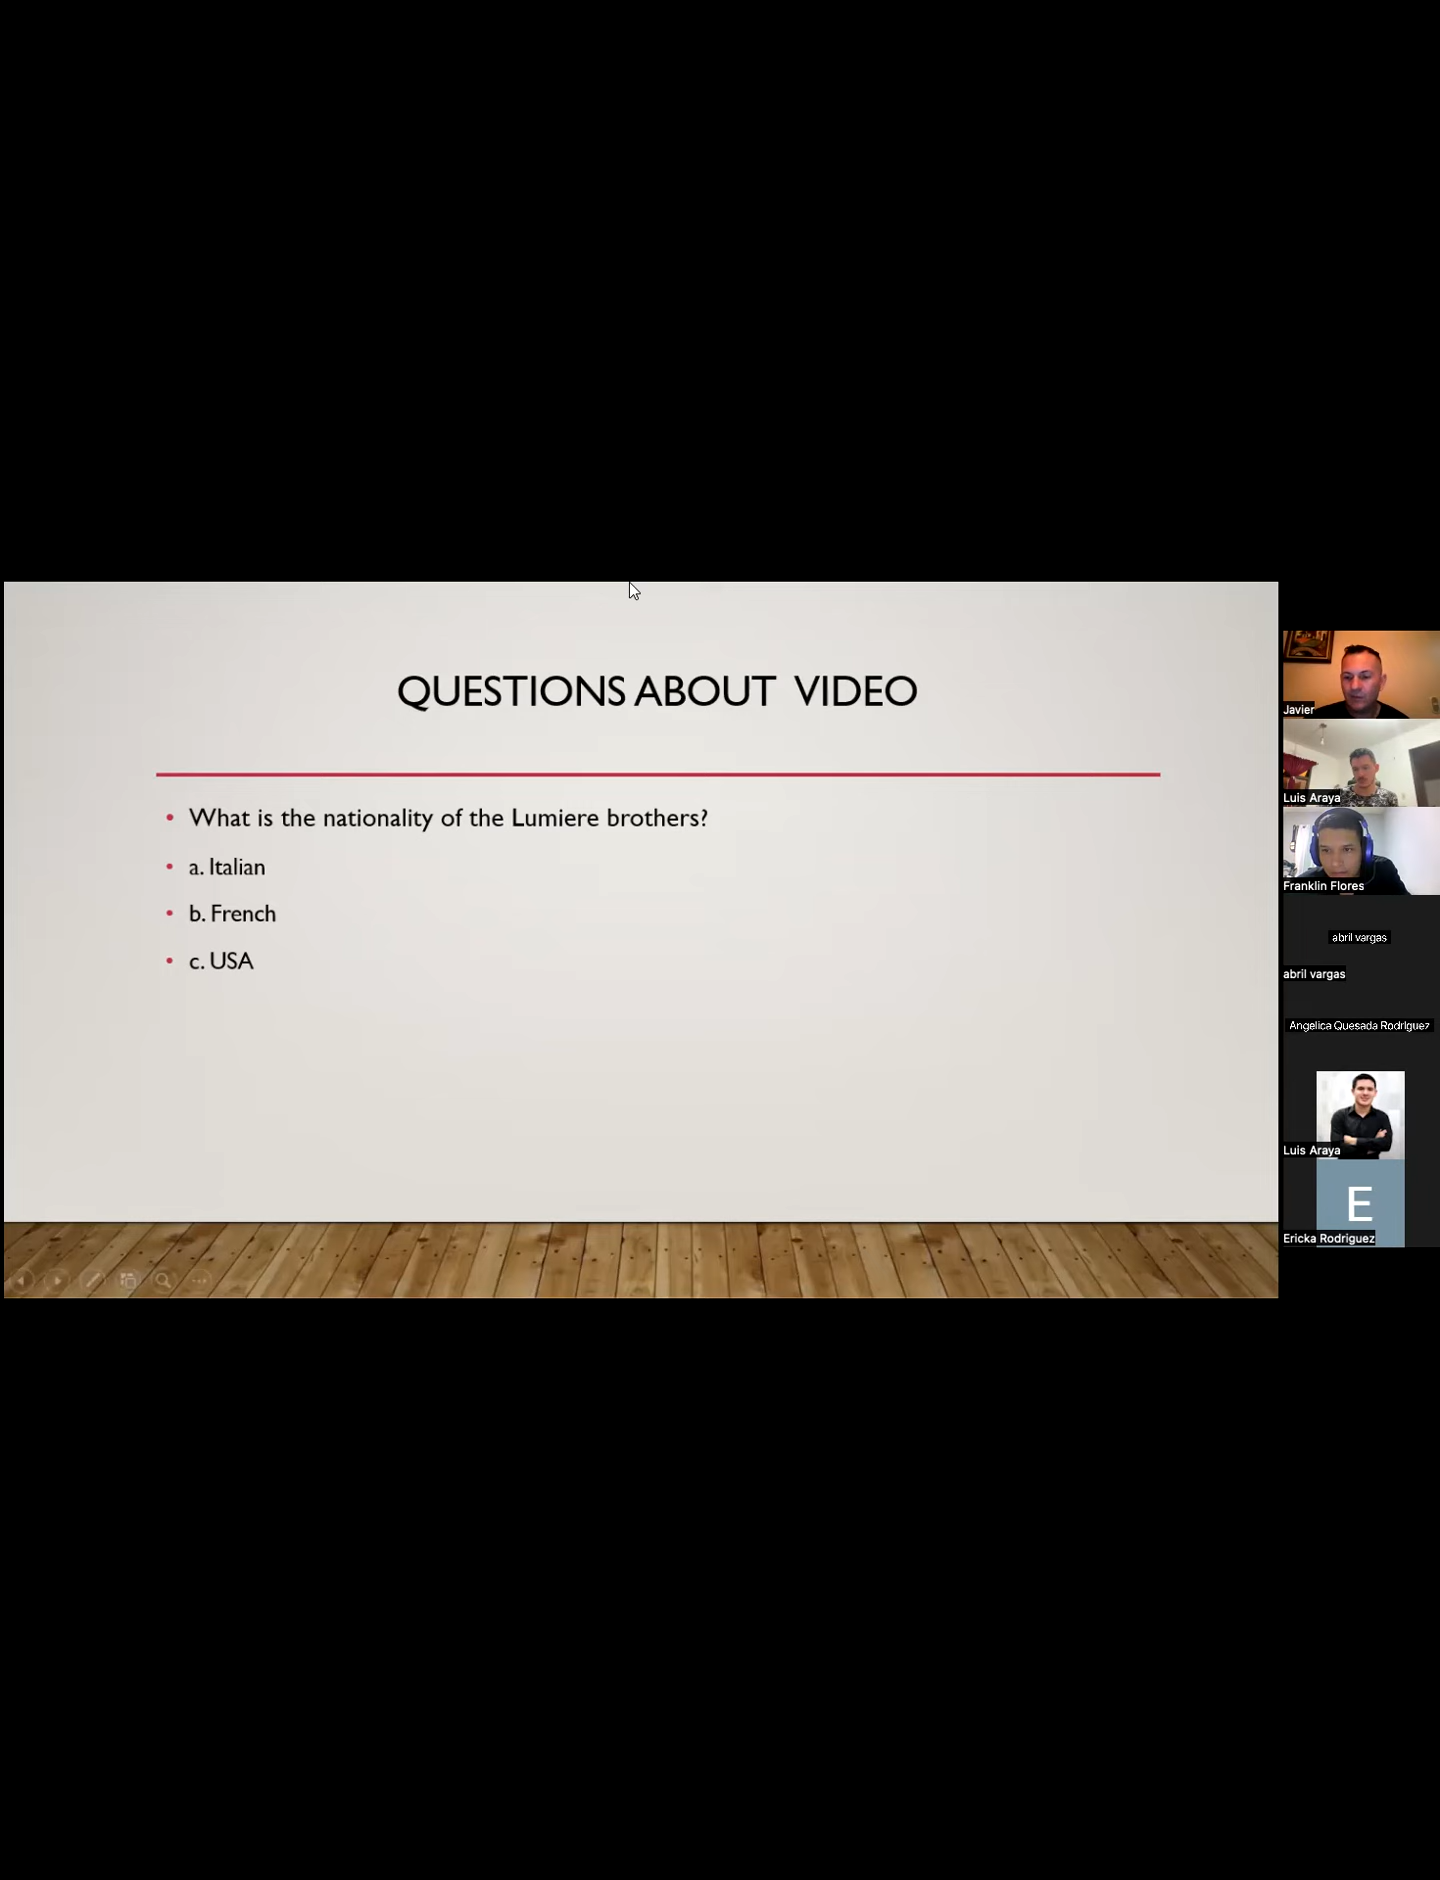 QUESTIONS ABOUT VIDEO
• What is the nationality of the Lumiere brothers?
• a. Italian
• b. French
• c. USA
Javier
Luis Araya
Franklin Flores
abril vargas
abril vargas
Angelica Quesada Rodriguez
Luis Araya
E
Ericka Rodriguez